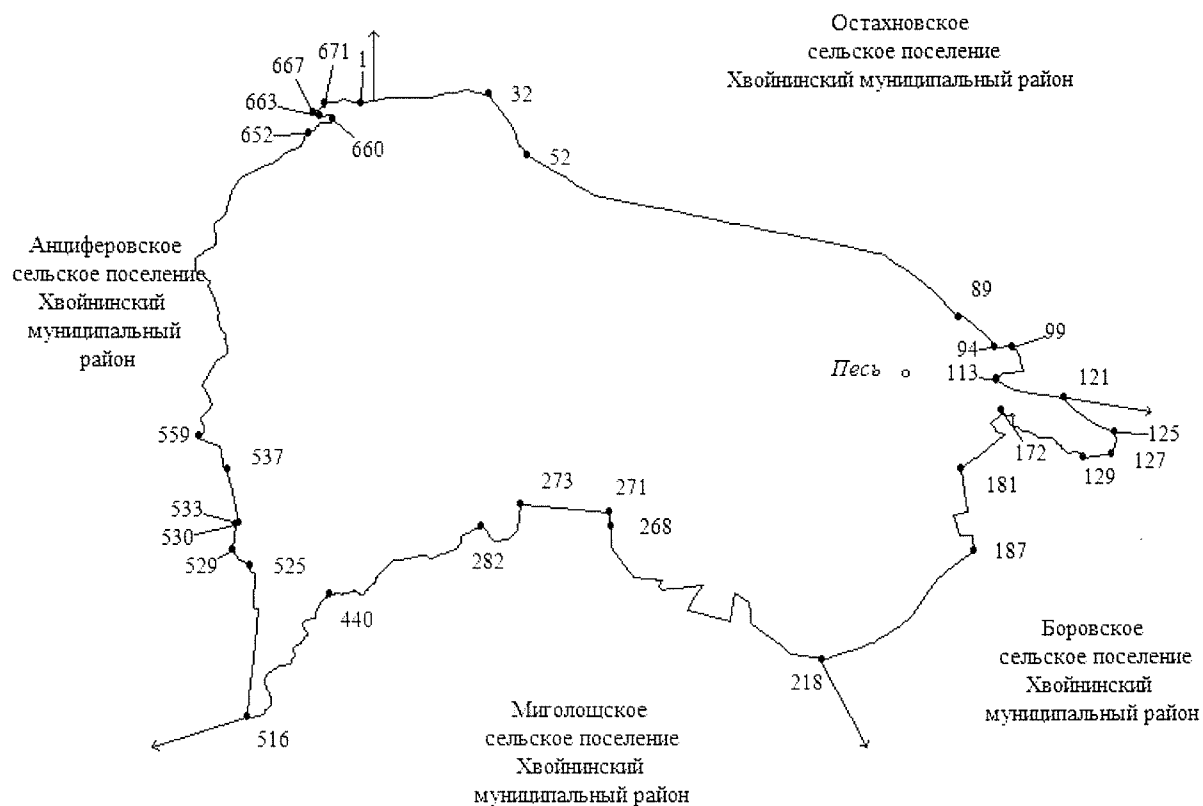 Остахновское
сельское поселение
Хвойнинский муниципальный район
671
1
667
32
663
652
660
52
Анциферовское
сельское поселение
Хвойнинский
муниципальный
район
89
99
94
Песь
113
121
125
559
172
129
127
537
181
273
271
533
268
530
282
187
529
525
440
Боровское
сельское поселение
Хвойнинский
муниципальный район
218
Миголощское
сельское поселение
Хвойнинский
муниципальный район
516